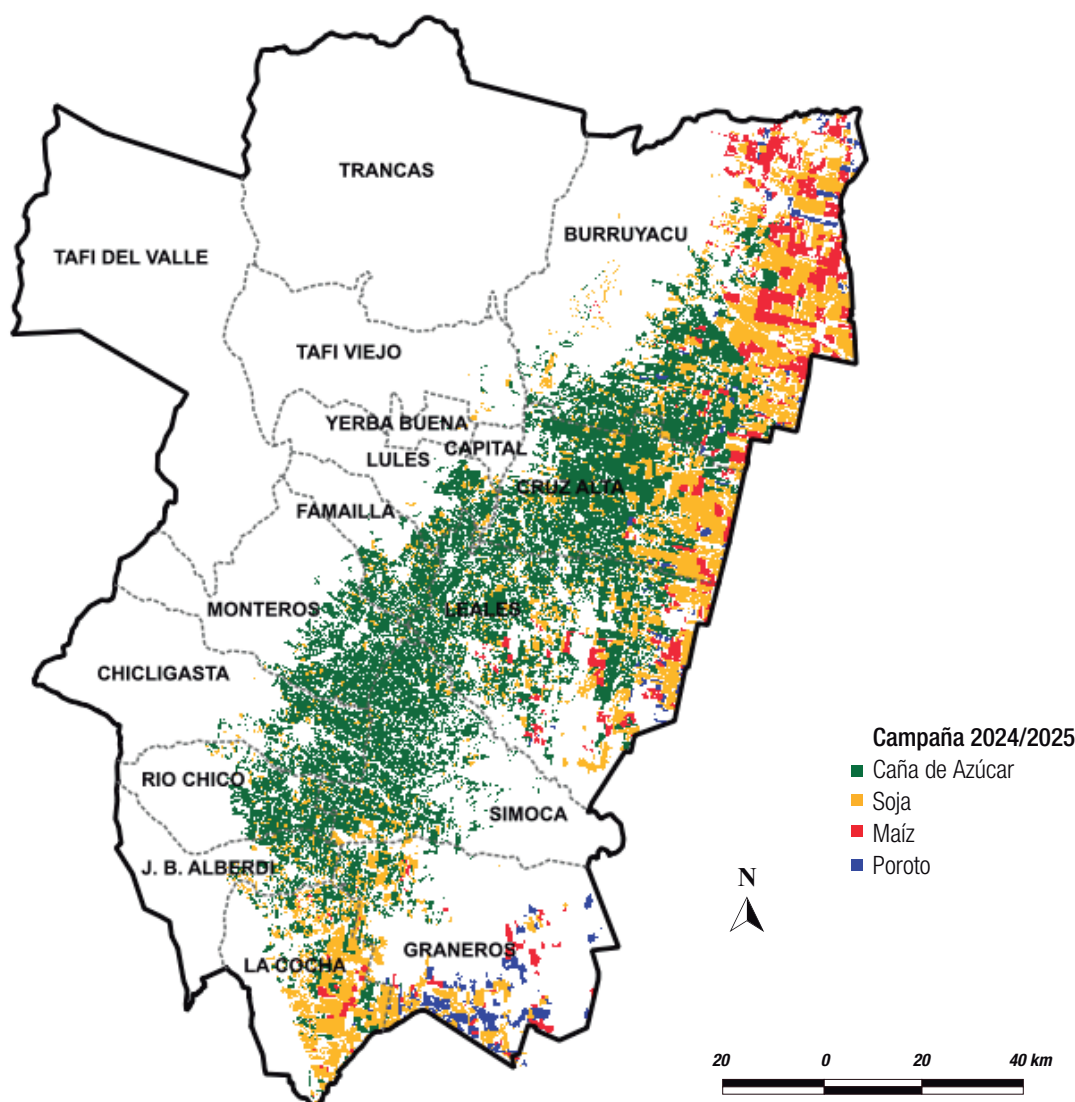 TRANCAS
BURRUYACU
TAFI DEL VALLE
TAFI VIEJO
YERBA BUENA
CAPITAL
LULES
CRUZ ALTA
FAMAILLA
MONTEROS
LEALES
CHICLIGASTA
Campaña 2024/2025
Caña de Azúcar
Soja
Maíz
Poroto
RIO CHICO
SIMOCA
J. B. ALBERDI
N
GRANEROS
LA COCHA
20 0 20 40 km